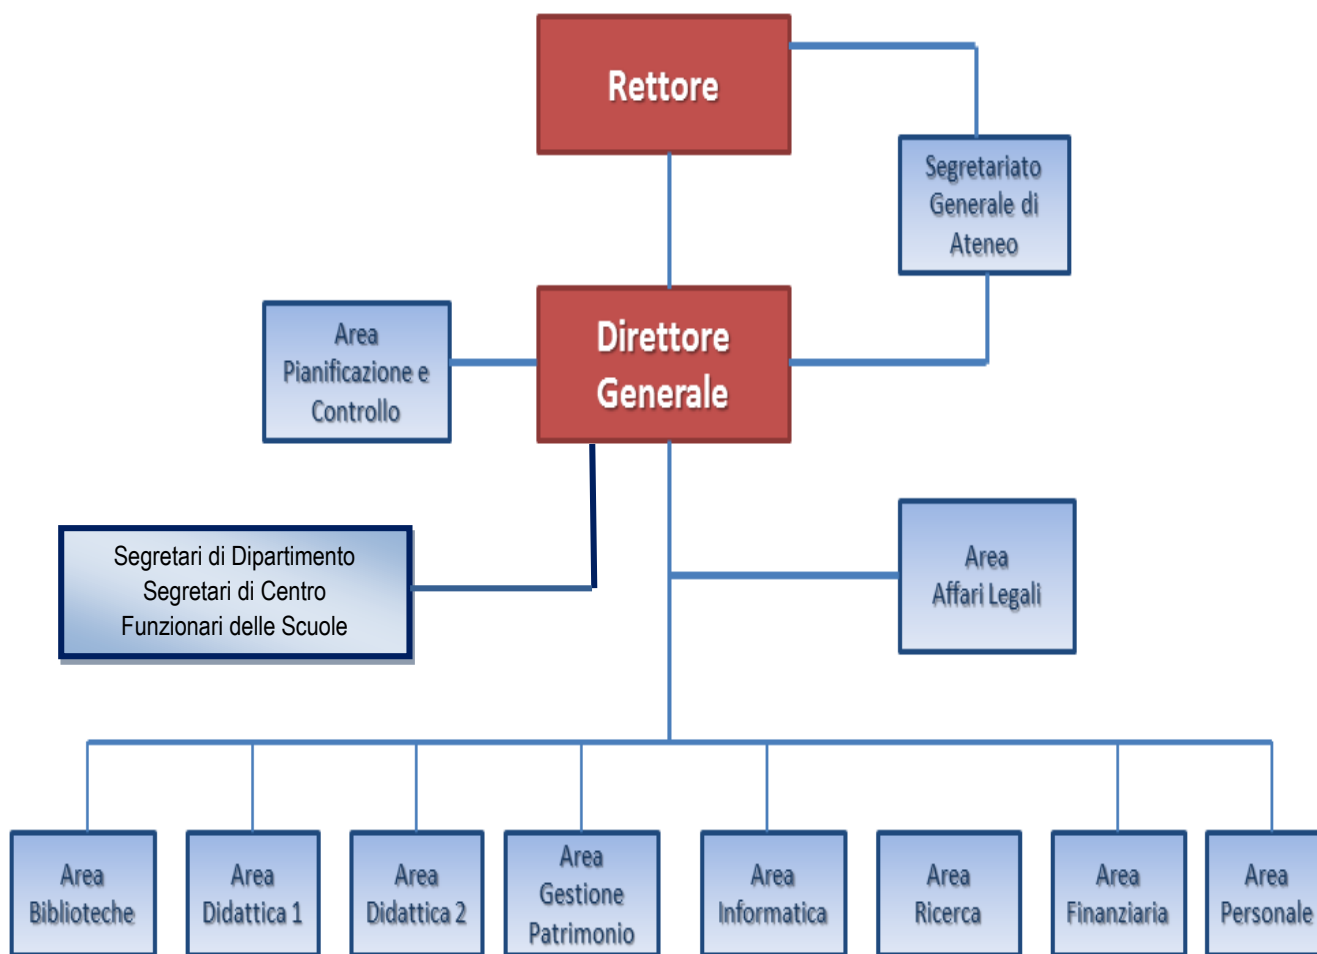 Rettore
Segretariato
Generale di
Ateneo
Direttore
Generale
Area
Pianificazione e
Controllo
Segretari di Dipartimento
Segretari di Centro
Funzionari delle Scuole
Area
Affari Legali
Area
Biblioteche
Area
Didattica 1
Area
Didattica 2
Area
Gestione
Patrimonio
Area
Informatica
Area
Ricerca
Area
Finanziaria
Area
Personale